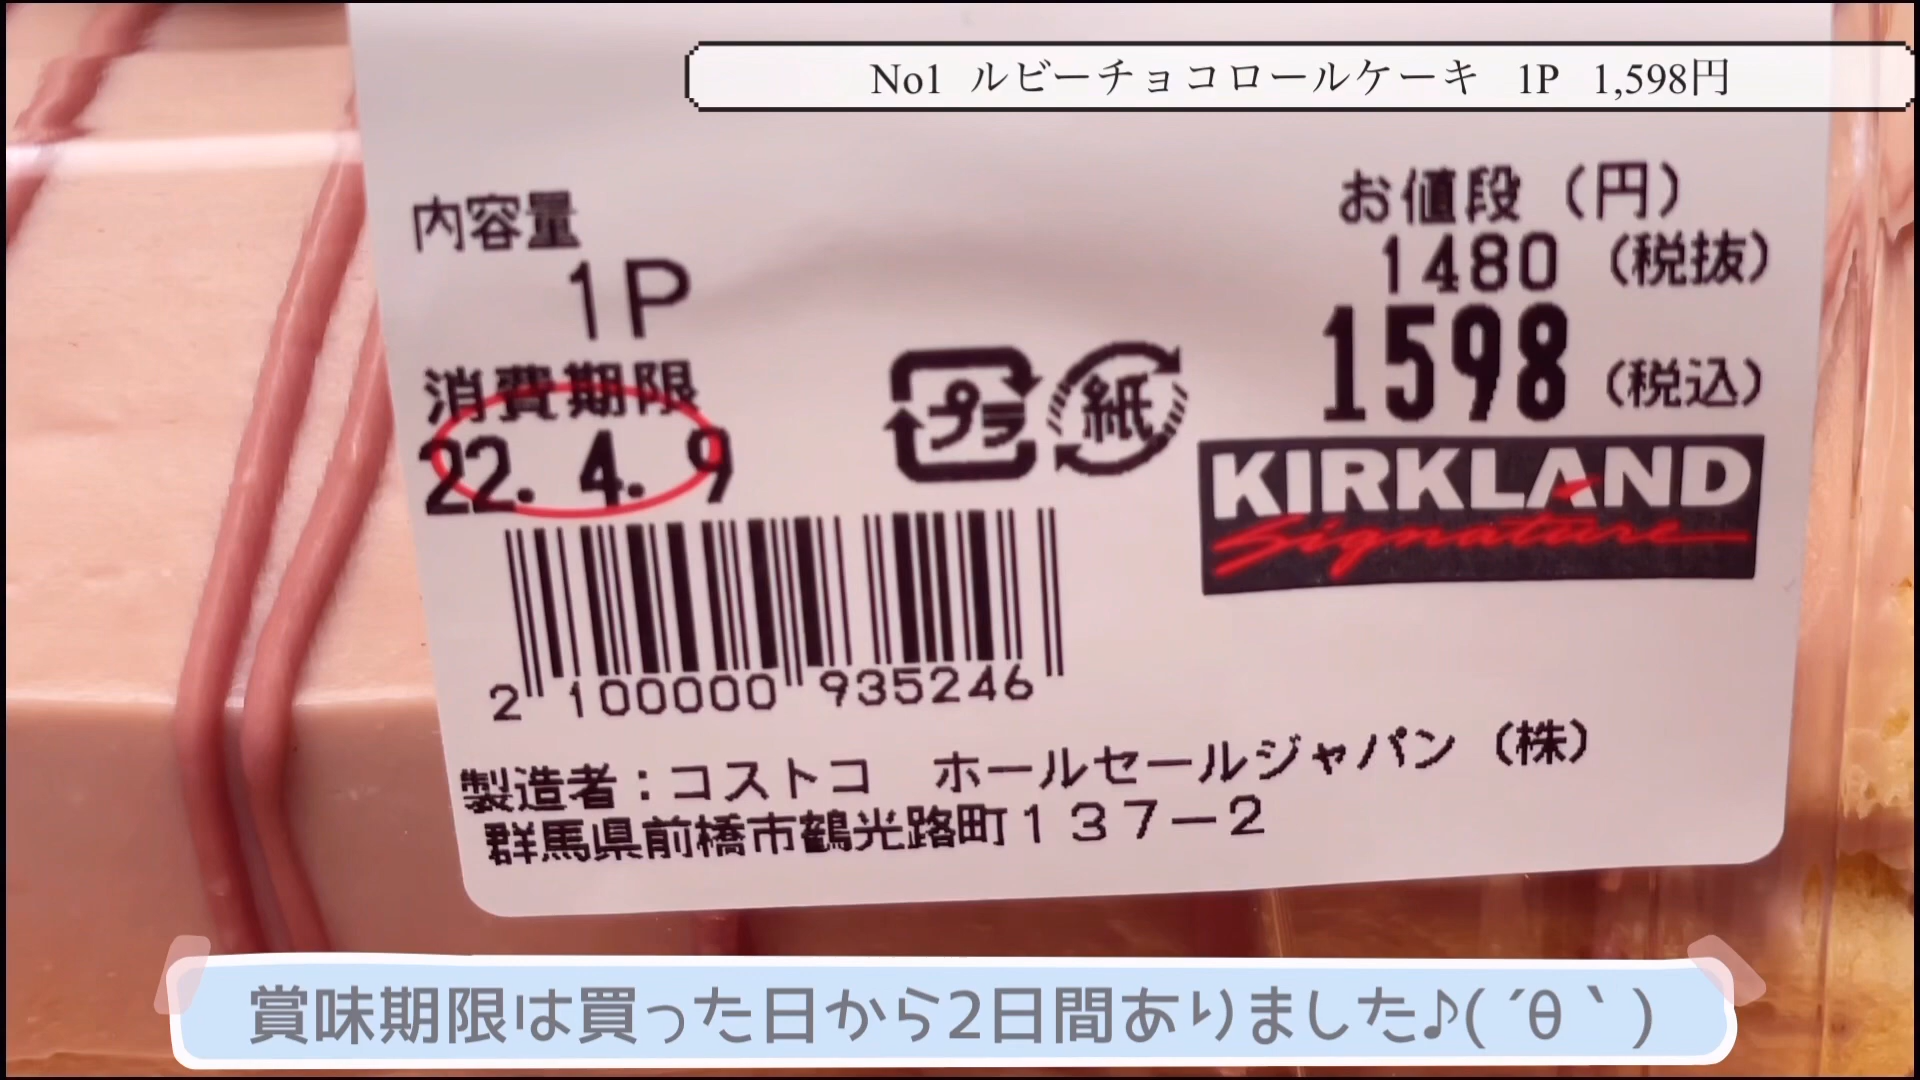 No1 ルビーチョコロールケーキ 1P 1,598円
内容量
1P
お値段（円）
1480（税抜）
1598（税込）
消費期限
22. 4. 9
プラ
紙
KIRKLAND
Signature
2 100000 935246
製造者：コストコ　ホールセールジャパン（株）
群馬県前橋市鶴光路町１３７－２
賞味期限は買った日から2日間ありました♪( ´θ｀)